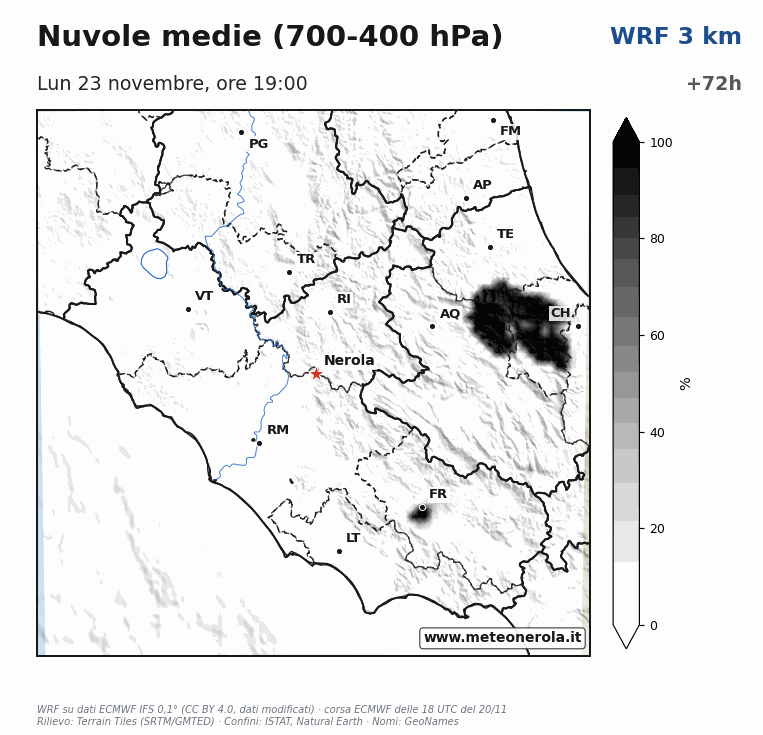 Nuvole medie (700-400 hPa)
WRF 3 km
Lun 23 novembre, ore 19:00
+72h
FM
PG
AP
TE
TR
VT
RI
AQ
CH
Nerola
RM
FR
LT
www.meteonerola.it
100
80
60
40
20
0
%
WRF su dati ECMWF IFS 0,1° (CC BY 4.0, dati modificati) · corsa ECMWF delle 18 UTC del 20/11
Rilievo: Terrain Tiles (SRTM/GMTED) · Confini: ISTAT, Natural Earth · Nomi: GeoNames